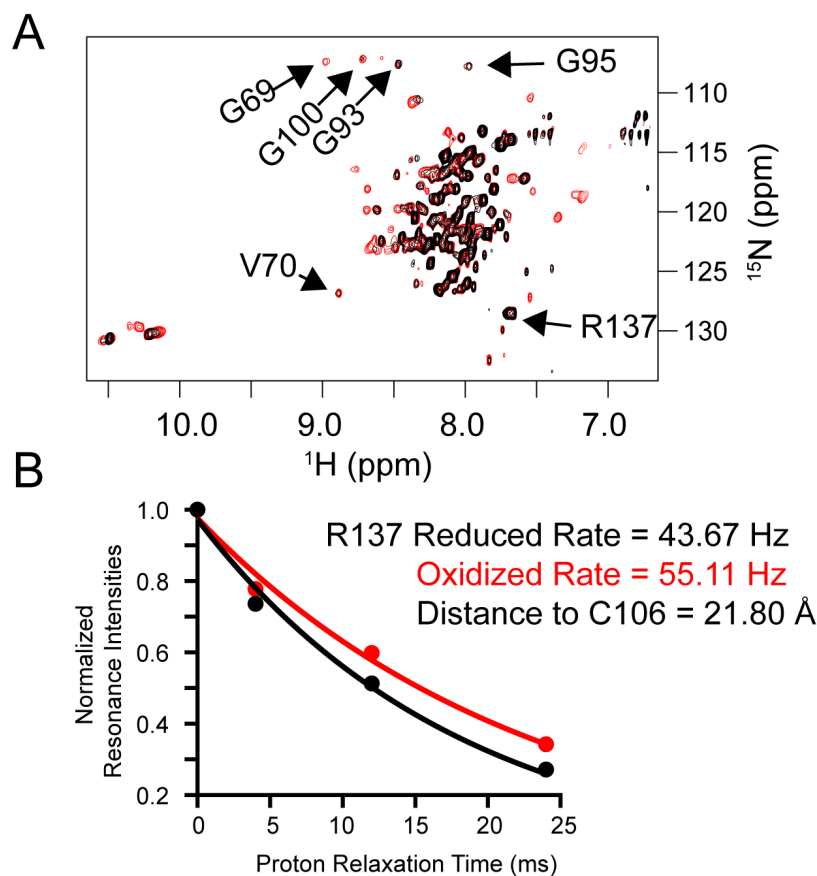 A
G69
G100
G93
G95
V70
R137
110
115
120
125
130
¹⁵N (ppm)
10.0 9.0 8.0 7.0
¹H (ppm)
B
R137 Reduced Rate = 43.67 Hz
Oxidized Rate = 55.11 Hz
Distance to C106 = 21.80 Å
1.0
0.8
0.6
0.4
0.2
Normalized
Resonance Intensities
0 5 10 15 20 25
Proton Relaxation Time (ms)